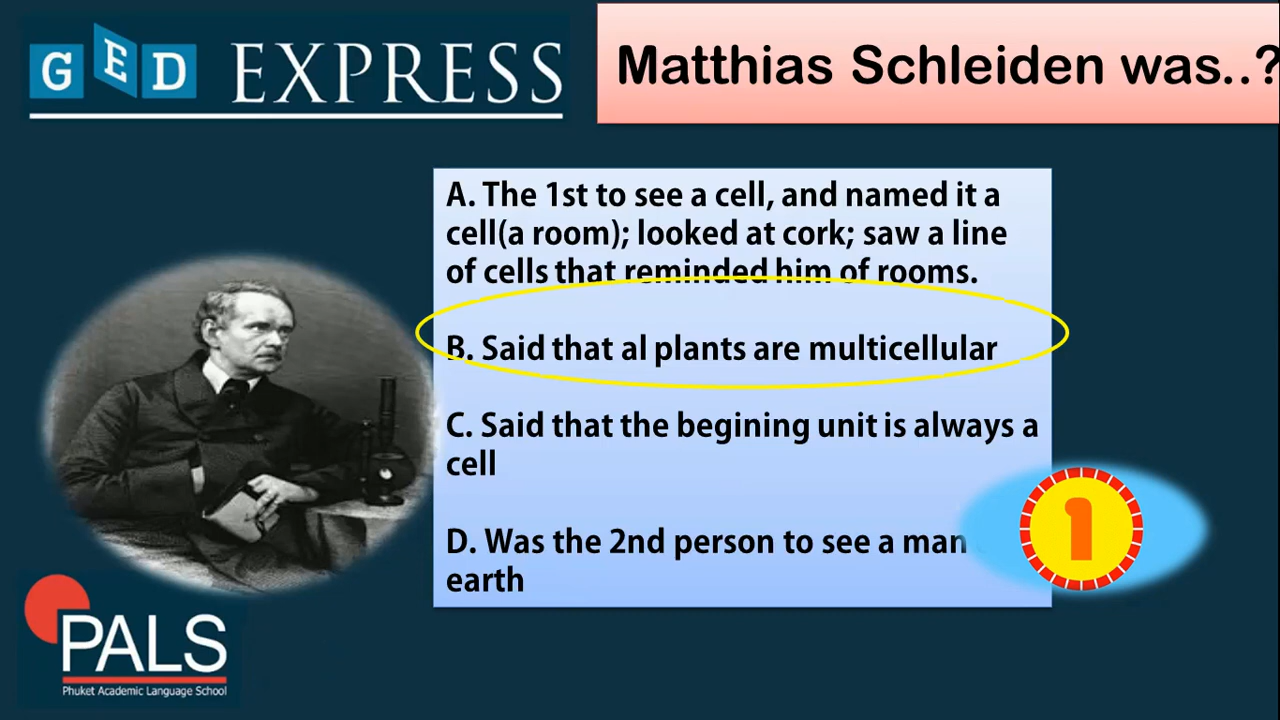 GED EXPRESS
Matthias Schleiden was..?
A. The 1st to see a cell, and named it a
cell(a room); looked at cork; saw a line
of cells that reminded him of rooms.
B. Said that al plants are multicellular
C. Said that the begining unit is always a
cell
D. Was the 2nd person to see a man
earth
1
PALS
Phuket Academic Language School